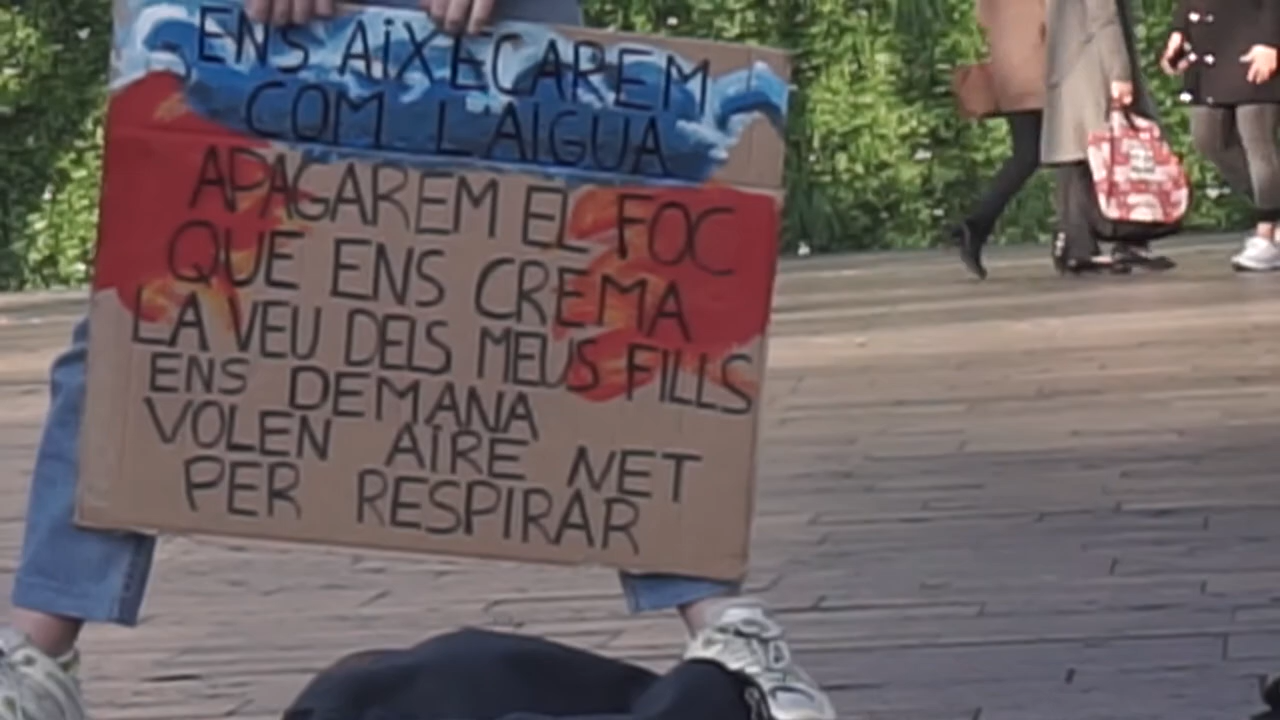 ENS AIXECAREM
COM L'AIGUA
APAGAREM EL FOC
QUE ENS CREMA
LA VEU DELS MEUS FILLS
ENS DEMANA
VOLEN AIRE NET
PER RESPIRAR